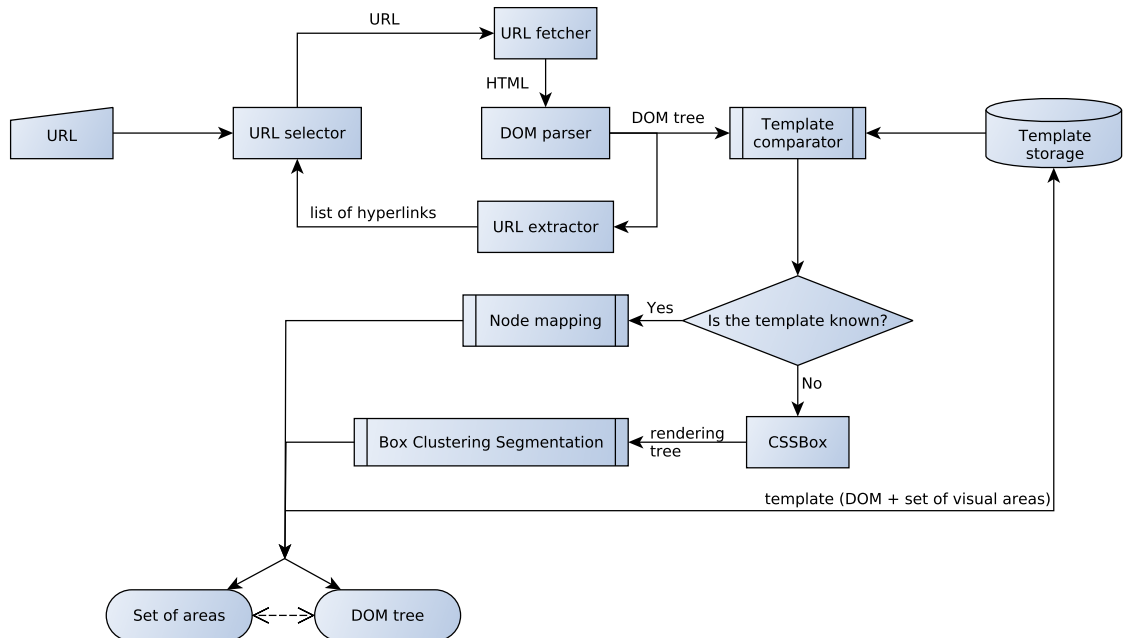 URL
URL fetcher
HTML
URL
URL selector
DOM parser
DOM tree
Template
comparator
Template
storage
list of hyperlinks
URL extractor
Node mapping
Yes
Is the template known?
No
Box Clustering Segmentation
rendering
tree
CSSBox
template (DOM + set of visual areas)
Set of areas
DOM tree